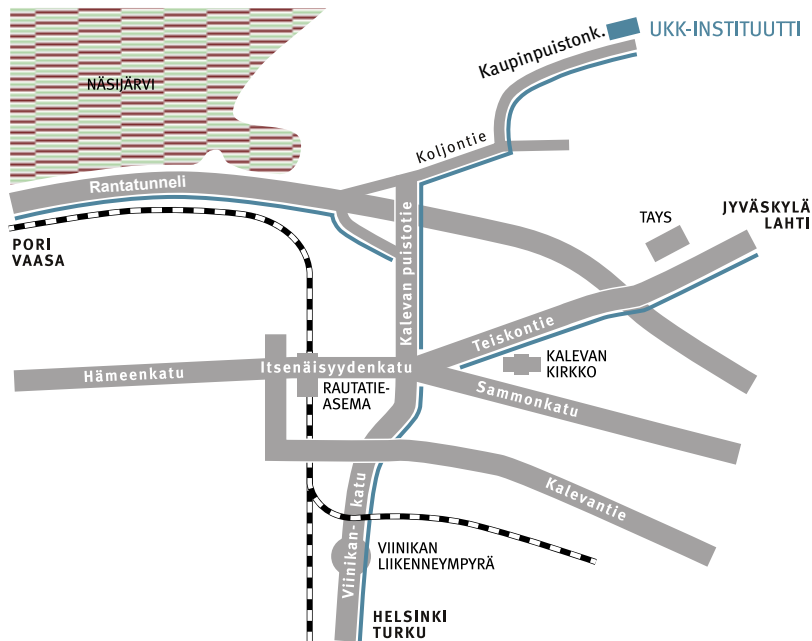 Kaupinpuistonk.
UKK-INSTITUUTTI
NÄSIJÄRVI
Koljontie
Rantatunneli
TAYS
JYVÄSKYLÄ
LAHTI
PORI
VAASA
Kalevan puistotie
Teiskontie
Hämeenkatu
Itsenäisyydenkatu
KALEVAN
KIRKKO
RAUTATIE-
ASEMA
Sammonkatu
Kalevantie
Viinikan-
katu
VIINIKAN
LIIKENNEYMPYRÄ
HELSINKI
TURKU